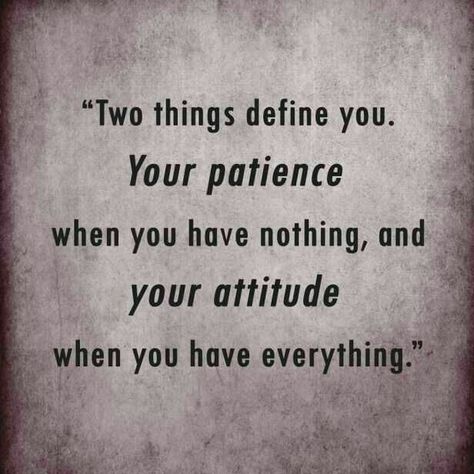 “Two things define you.
Your patience
when you have nothing, and
your attitude
when you have everything.”